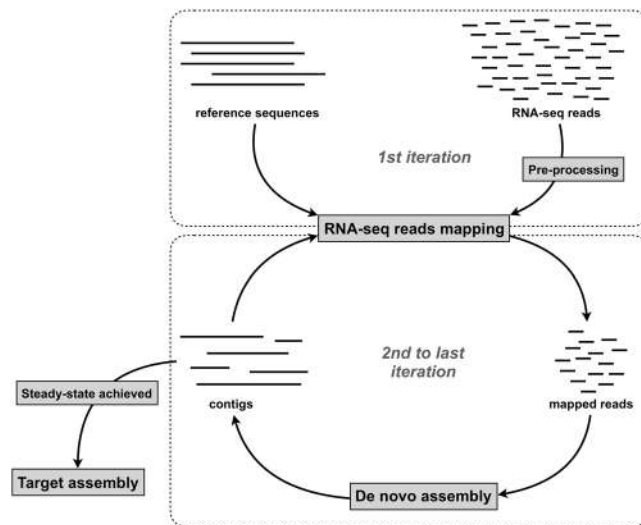 reference sequences
RNA-seq reads
1st iteration
Pre-processing
RNA-seq reads mapping
2nd to last
iteration
Steady-state achieved
contigs
mapped reads
Target assembly
De novo assembly